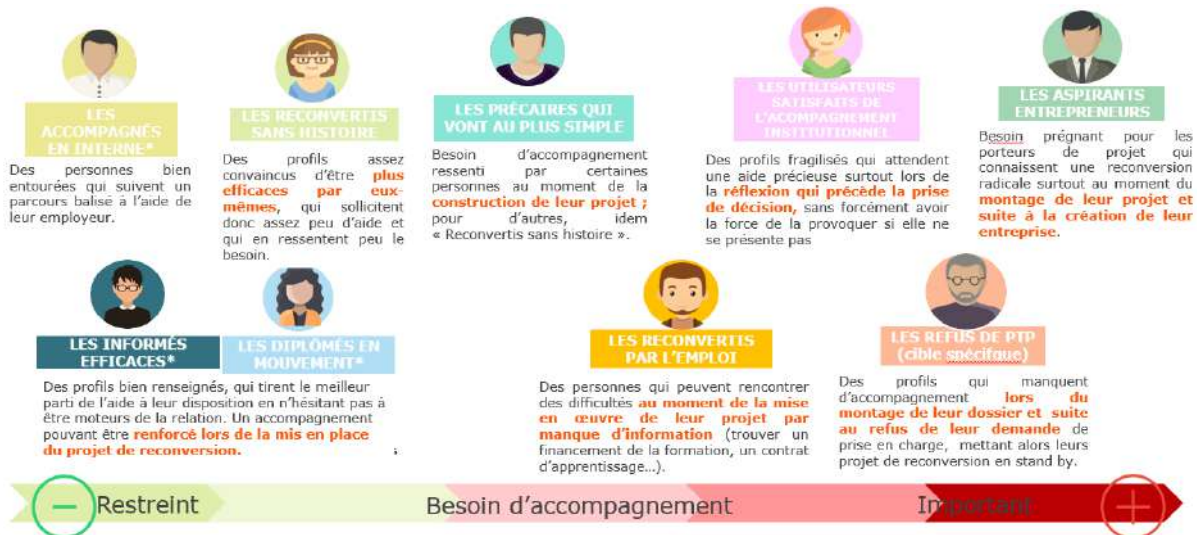 LES
ACCOMPAGNÉS
EN INTERNE*
Des personnes bien
entourées qui suivent un
parcours balisé à l'aide de
leur employeur.
LES RECONVERTIS
SANS HISTOIRE
Des profils assez
convaincus d'être plus
efficaces par eux-
mêmes, qui sollicitent
donc assez peu d'aide et
qui en ressentent peu le
besoin.
LES PRÉCAIRES QUI
VONT AU PLUS SIMPLE
Besoin d'accompagnement
ressenti par certaines
personnes au moment de la
construction de leur projet ;
pour d'autres, idem
« Reconvertis sans histoire ».
LES UTILISATEURS
SATISFAITS DE
L'ACOMPAGNEMENT
INSTITUTIONNEL
Des profils fragilisés qui attendent
une aide précieuse surtout lors de
la réflexion qui précède la prise
de décision, sans forcément avoir
la force de la provoquer si elle ne
se présente pas
LES ASPIRANTS
ENTREPRENEURS
Besoin prégnant pour les
porteurs de projet qui
connaissent une reconversion
radicale surtout au moment du
montage de leur projet et
suite à la création de leur
entreprise.
LES INFORMÉS
EFFICACES*
LES DIPLÔMÉS EN
MOUVEMENT*
Des profils bien renseignés, qui tirent le meilleur
parti de l'aide à leur disposition en n'hésitant pas à
être moteurs de la relation. Un accompagnement
pouvant être renforcé lors de la mis en place
du projet de reconversion.
s
LES RECONVERTIS
PAR L'EMPLOI
Des personnes qui peuvent rencontrer
des difficultés au moment de la mise
en œuvre de leur projet par
manque d'information (trouver un
financement de la formation, un contrat
d'apprentissage...).
LES REFUS DE PTP
(cible spécifique)
Des profils qui manquent
d'accompagnement lors du
montage de leur dossier et suite
au refus de leur demande de
prise en charge, mettant alors leurs
projet de reconversion en stand by.
Restreint
Besoin d'accompagnement
Important